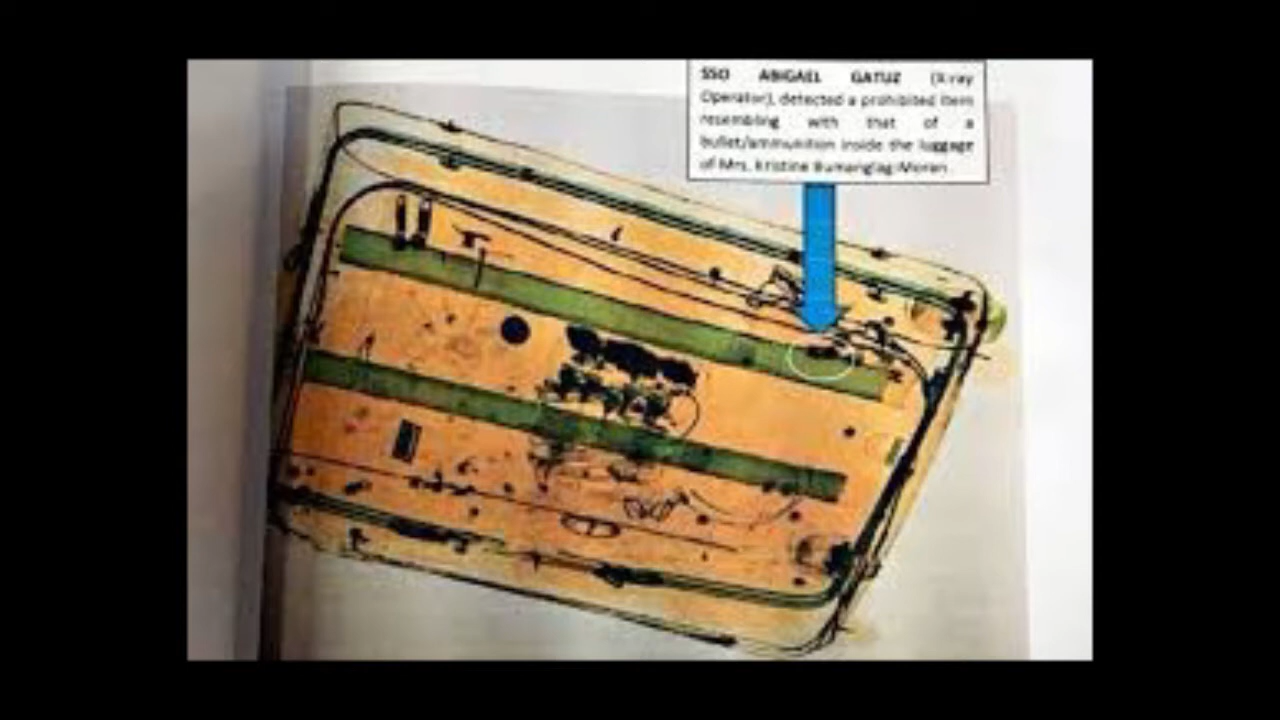 SSO ABIGAEL GATUZ (X-ray
Operator), detected a prohibited item
resembling with that of a
bullet/ammunition inside the luggage
of Mrs. Kristine Bumanglag-Moran